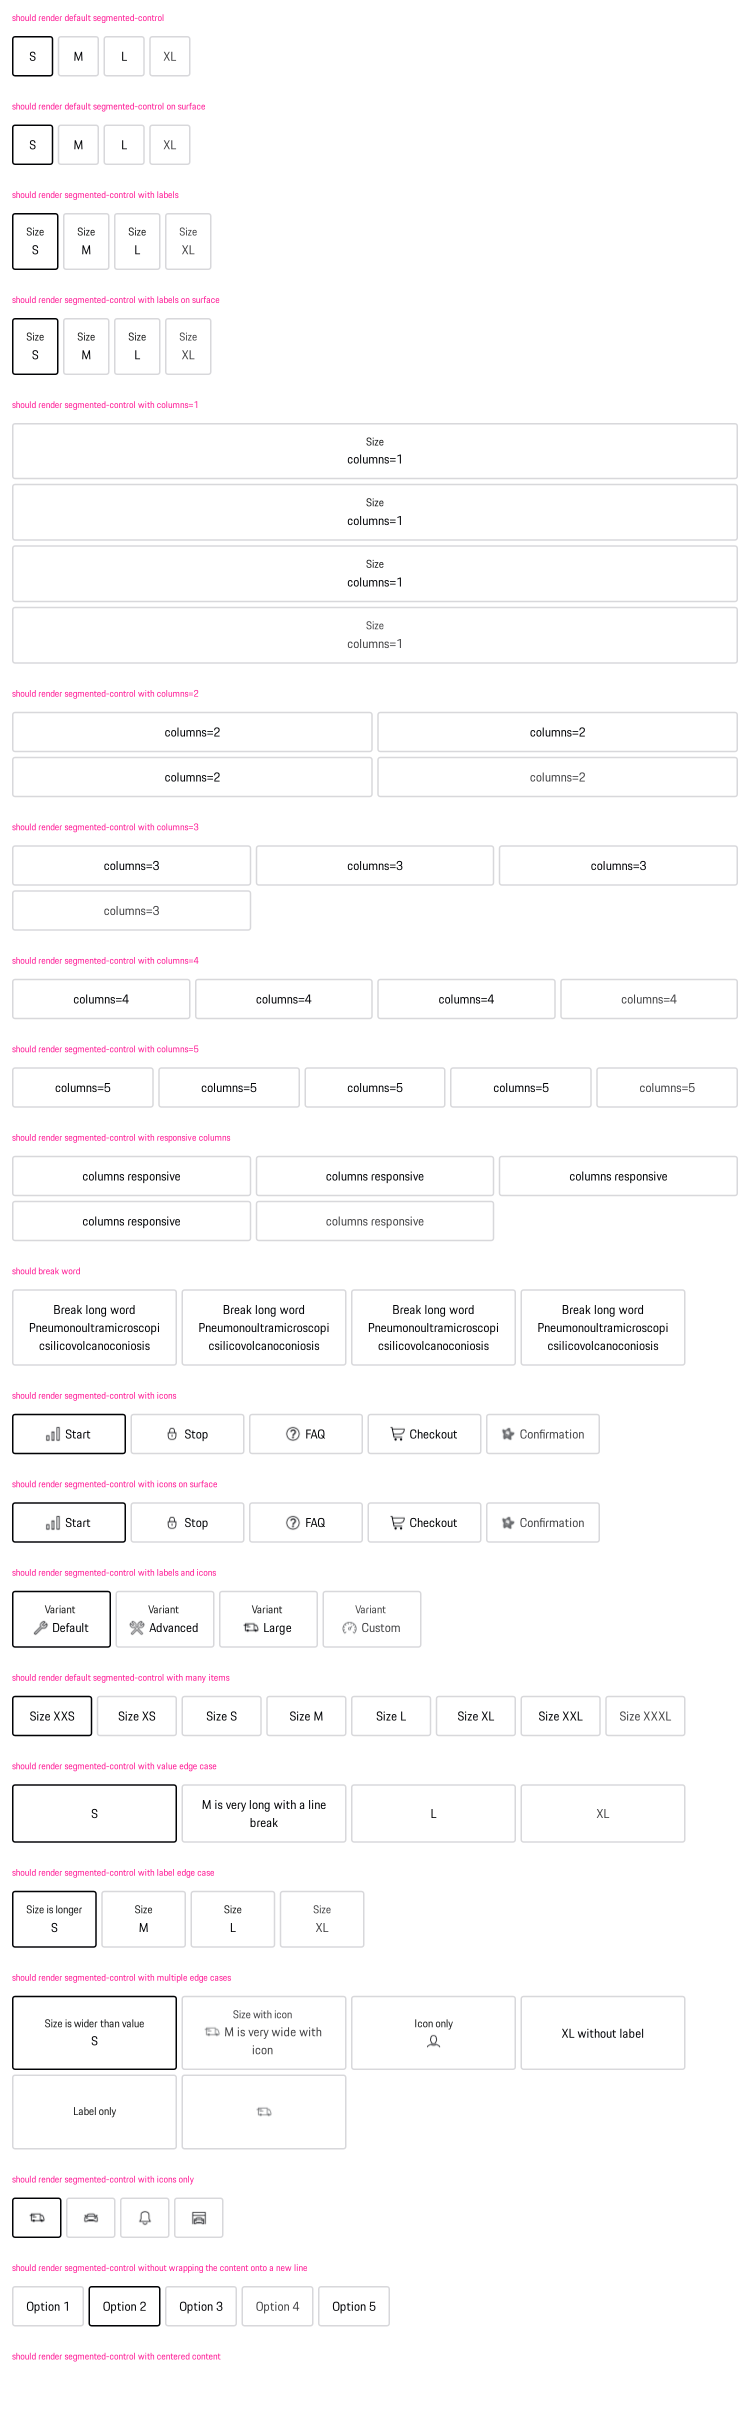 should render default segmented-control
S M L XL
should render default segmented-control on surface
S M L XL
should render segmented-control with labels
Size Size Size Size
S M L XL
should render segmented-control with labels on surface
Size Size Size Size
S M L XL
should render segmented-control with columns=1
Size
columns=1
Size
columns=1
Size
columns=1
Size
columns=1
should render segmented-control with columns=2
columns=2 columns=2
columns=2 columns=2
should render segmented-control with columns=3
columns=3 columns=3 columns=3
columns=3
should render segmented-control with columns=4
columns=4 columns=4 columns=4 columns=4
should render segmented-control with columns=5
columns=5 columns=5 columns=5 columns=5 columns=5
should render segmented-control with responsive columns
columns responsive columns responsive columns responsive
columns responsive columns responsive
should break word
Break long word Break long word Break long word Break long word
Pneumonoultramicroscopi Pneumonoultramicroscopi Pneumonoultramicroscopi Pneumonoultramicroscopi
csilicovolcanoconiosis csilicovolcanoconiosis csilicovolcanoconiosis csilicovolcanoconiosis
should render segmented-control with icons
Start Stop FAQ Checkout Confirmation
should render segmented-control with icons on surface
Start Stop FAQ Checkout Confirmation
should render segmented-control with labels and icons
Variant Variant Variant Variant
Default Advanced Large Custom
should render default segmented-control with many items
Size XXS Size XS Size S Size M Size L Size XL Size XXL Size XXXL
should render segmented-control with value edge case
S M is very long with a line L XL
break
should render segmented-control with label edge case
Size is longer Size Size Size
S M L XL
should render segmented-control with multiple edge cases
Size is wider than value Size with icon Icon only XL without label
S M is very wide with
icon
Label only
should render segmented-control with icons only
should render segmented-control without wrapping the content onto a new line
Option 1 Option 2 Option 3 Option 4 Option 5
should render segmented-control with centered content